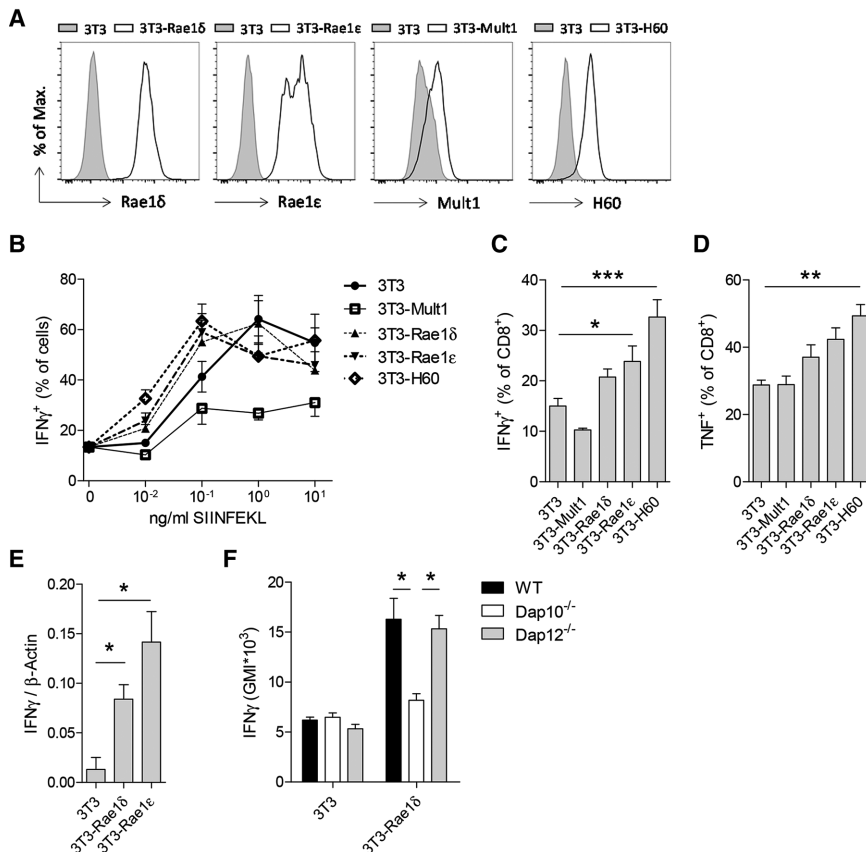 A
3T3 3T3-Rae1δ 3T3 3T3-Rae1ε 3T3 3T3-Mult1 3T3 3T3-H60
% of Max.
Rae1δ Rae1ε Mult1 H60
B
IFNγ⁺ (% of cells)
80
60
40
20
0
0 10⁻² 10⁻¹ 10⁰ 10¹
ng/ml SIINFEKL
3T3
3T3-Mult1
3T3-Rae1δ
3T3-Rae1ε
3T3-H60
C
IFNγ⁺ (% of CD8⁺)
40
30
20
10
0
***
*
3T3
3T3-Mult1
3T3-Rae1δ
3T3-Rae1ε
3T3-H60
D
TNF⁺ (% of CD8⁺)
60
40
20
0
**
3T3
3T3-Mult1
3T3-Rae1δ
3T3-Rae1ε
3T3-H60
E
IFNγ / β-Actin
0.20
0.15
0.10
0.05
0.00
*
*
3T3
3T3-Rae1δ
3T3-Rae1ε
F
IFNγ (GMI*10³)
20
15
10
5
0
* *
3T3 3T3-Rae1δ
WT
Dap10⁻/⁻
Dap12⁻/⁻